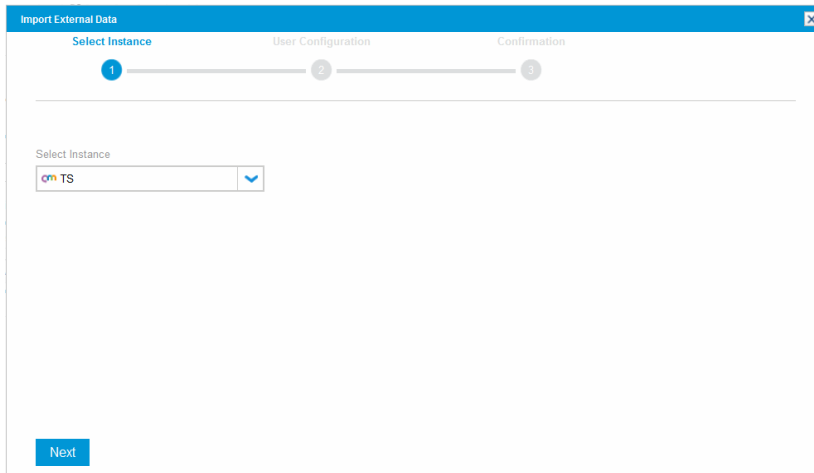 Import External Data
Select Instance User Configuration Confirmation
1 2 3
Select Instance
TS
Next